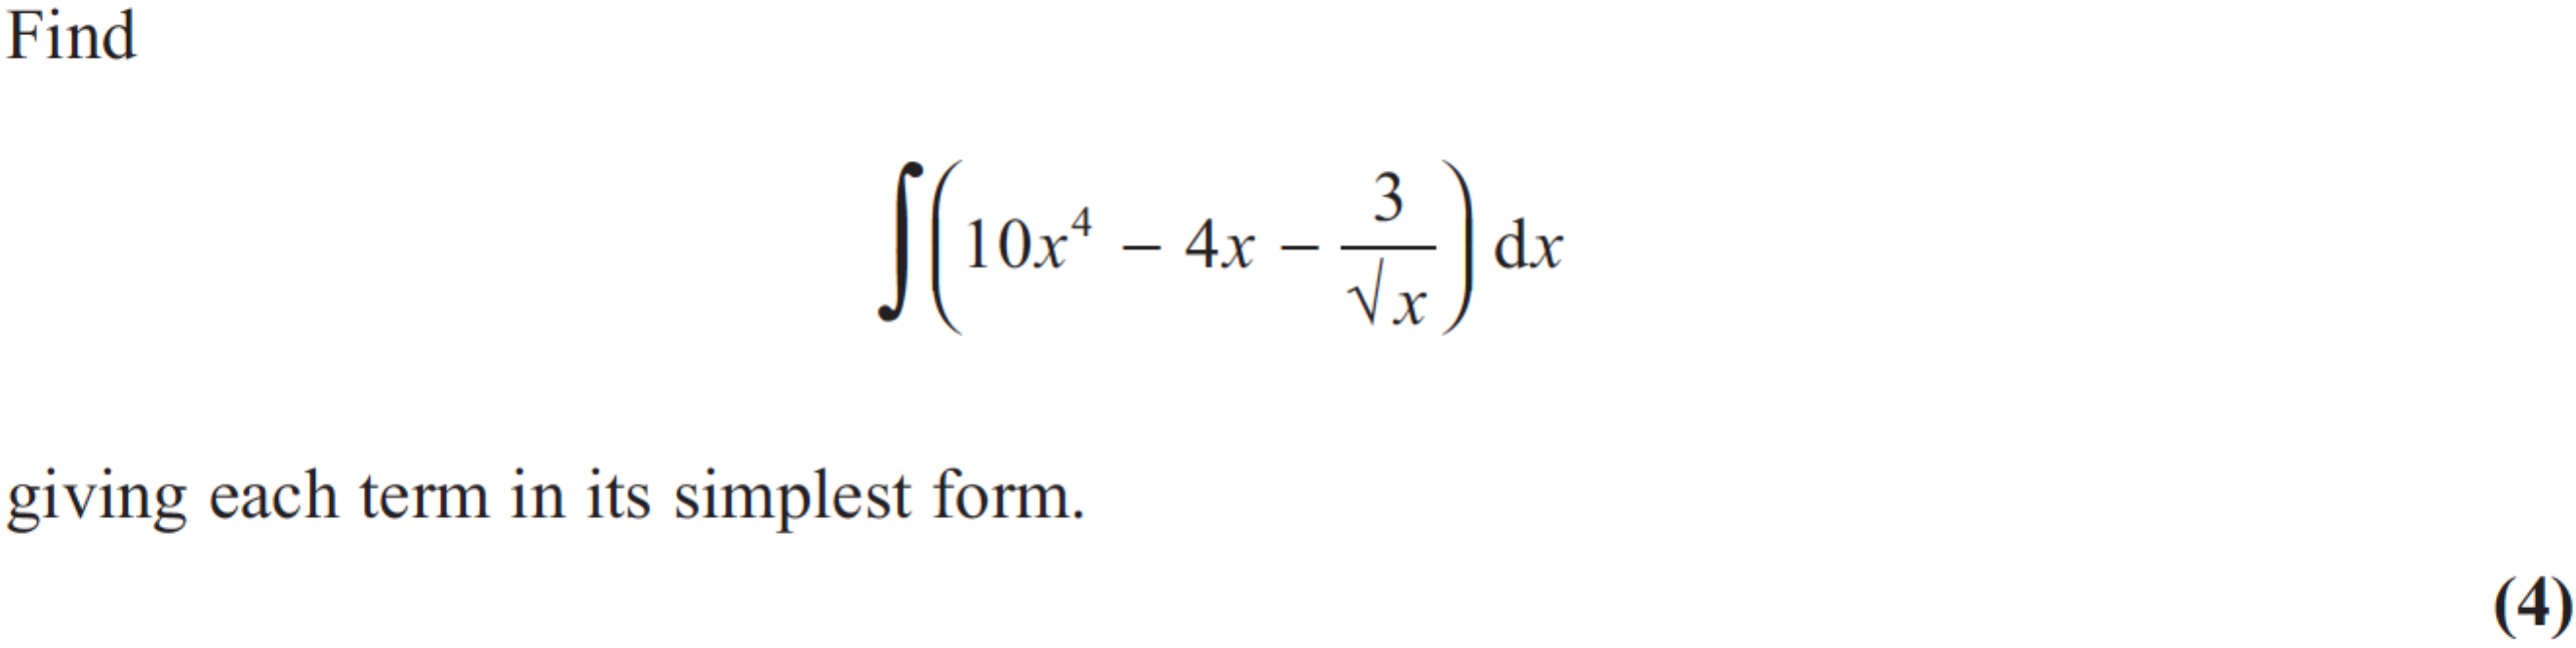 Find
∫(10x⁴ − 4x − 3/√x) dx
giving each term in its simplest form.
(4)